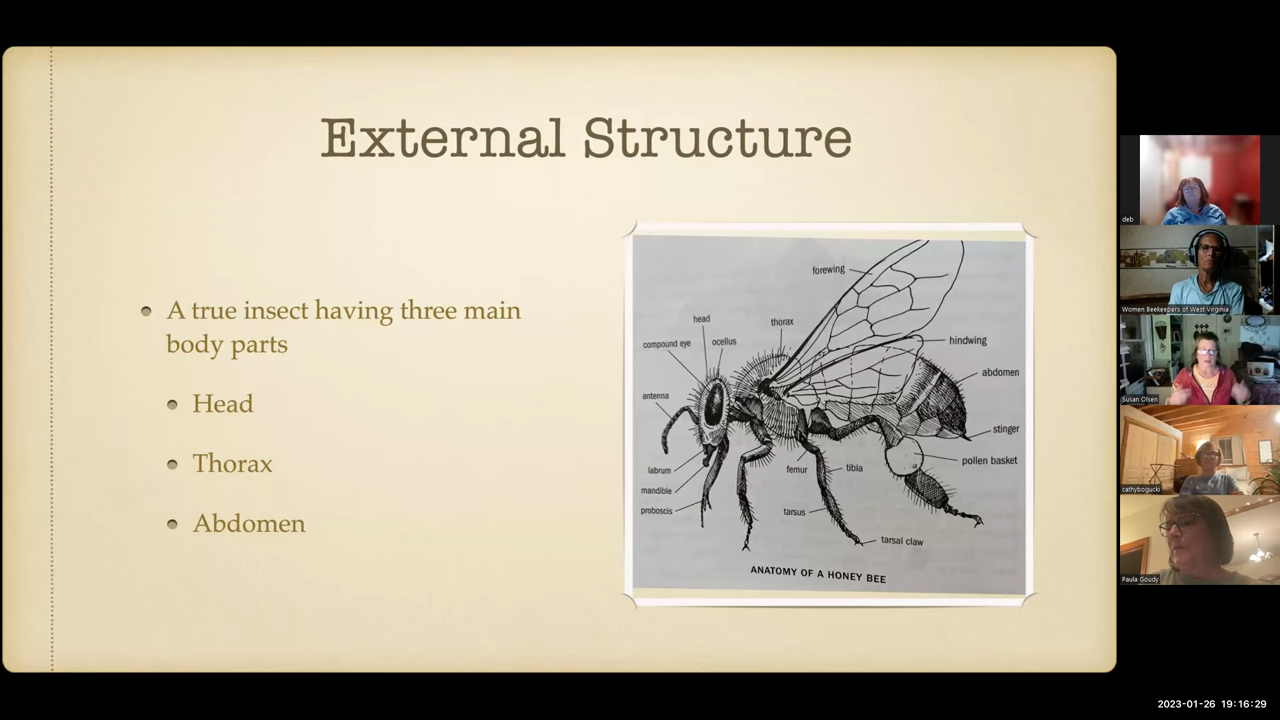 External Structure
A true insect having three main
body parts
Head
Thorax
Abdomen
forewing
head
thorax
compound eye
ocellus
hindwing
abdomen
antenna
stinger
pollen basket
labrum
femur
tibia
mandible
proboscis
tarsus
tarsal claw
ANATOMY OF A HONEY BEE
deb
Women Beekeepers of West Virginia
Susan Olsen
cathybogucki
Paula Goudy
2023-01-26 19:16:29